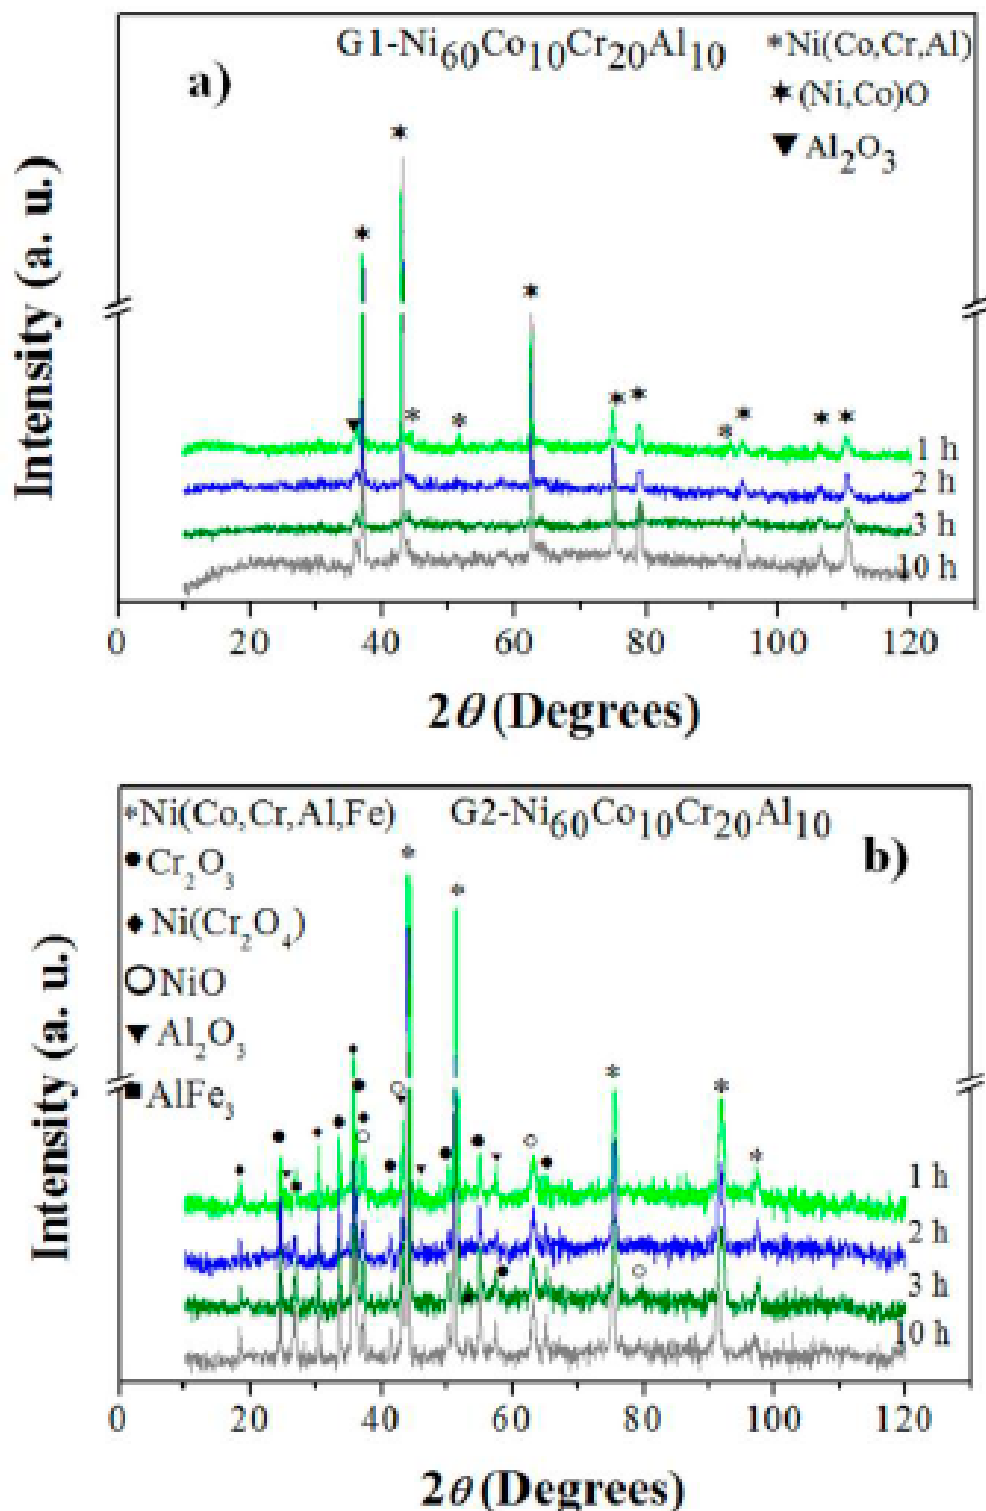 G1-Ni60Co10Cr20Al10
*Ni(Co,Cr,Al)
a)
✶(Ni,Co)O
▼Al2O3
Intensity (a. u.)
1 h
2 h
3 h
10 h
0 20 40 60 80 100 120
2θ (Degrees)
*Ni(Co,Cr,Al,Fe)
G2-Ni60Co10Cr20Al10
b)
●Cr2O3
♦Ni(Cr2O4)
○NiO
▼Al2O3
■AlFe3
Intensity (a. u.)
1 h
2 h
3 h
10 h
0 20 40 60 80 100 120
2θ (Degrees)